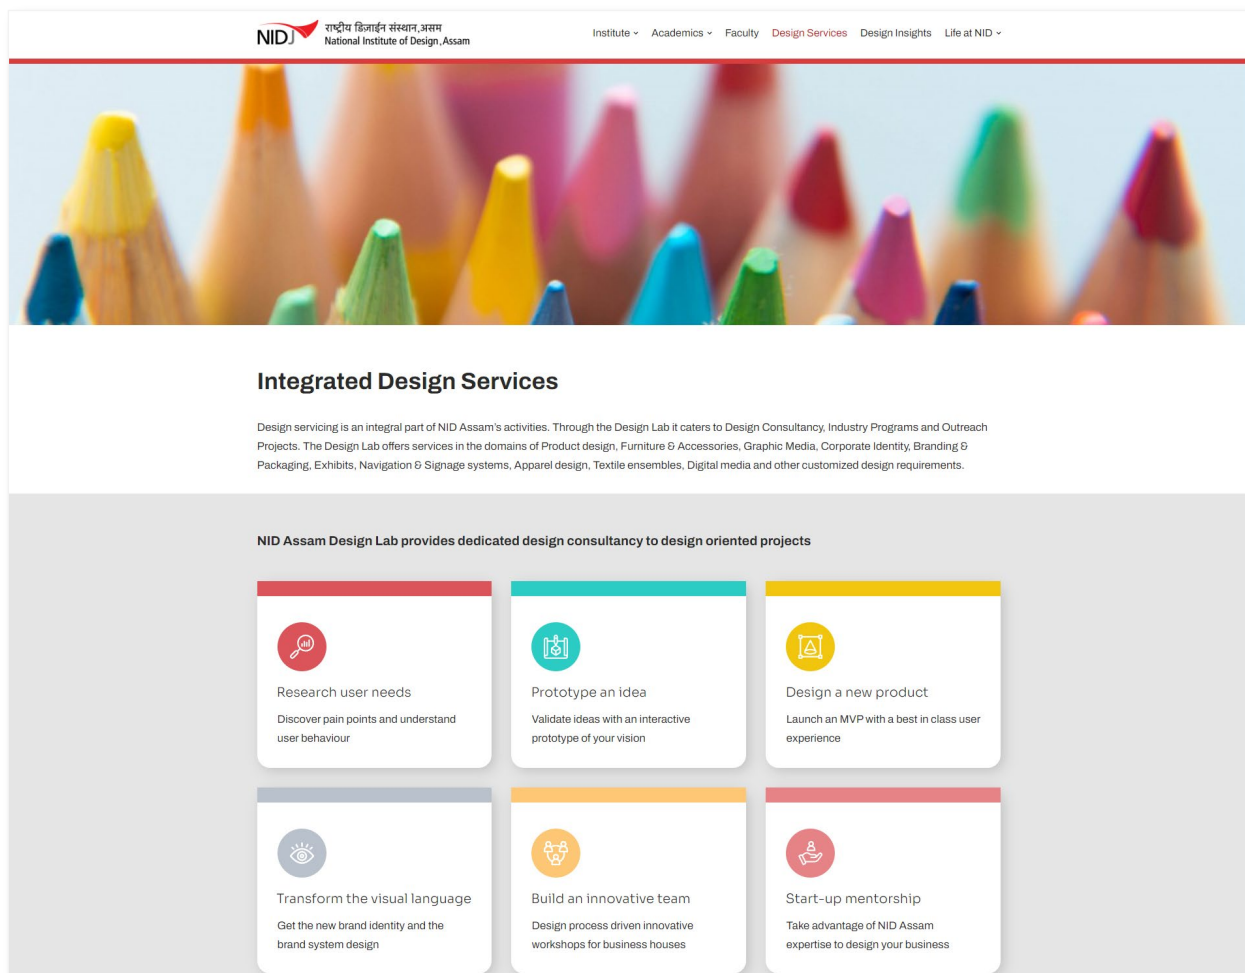 NID
राष्ट्रीय डिज़ाईन संस्थान,असम
National Institute of Design, Assam
Institute Academics Faculty Design Services Design Insights Life at NID
Integrated Design Services
Design servicing is an integral part of NID Assam's activities. Through the Design Lab it caters to Design Consultancy, Industry Programs and Outreach
Projects. The Design Lab offers services in the domains of Product design, Furniture & Accessories, Graphic Media, Corporate Identity, Branding &
Packaging, Exhibits, Navigation & Signage systems, Apparel design, Textile ensembles, Digital media and other customized design requirements.
NID Assam Design Lab provides dedicated design consultancy to design oriented projects
Research user needs
Discover pain points and understand
user behaviour
Prototype an idea
Validate ideas with an interactive
prototype of your vision
Design a new product
Launch an MVP with a best in class user
experience
Transform the visual language
Get the new brand identity and the
brand system design
Build an innovative team
Design process driven innovative
workshops for business houses
Start-up mentorship
Take advantage of NID Assam
expertise to design your business